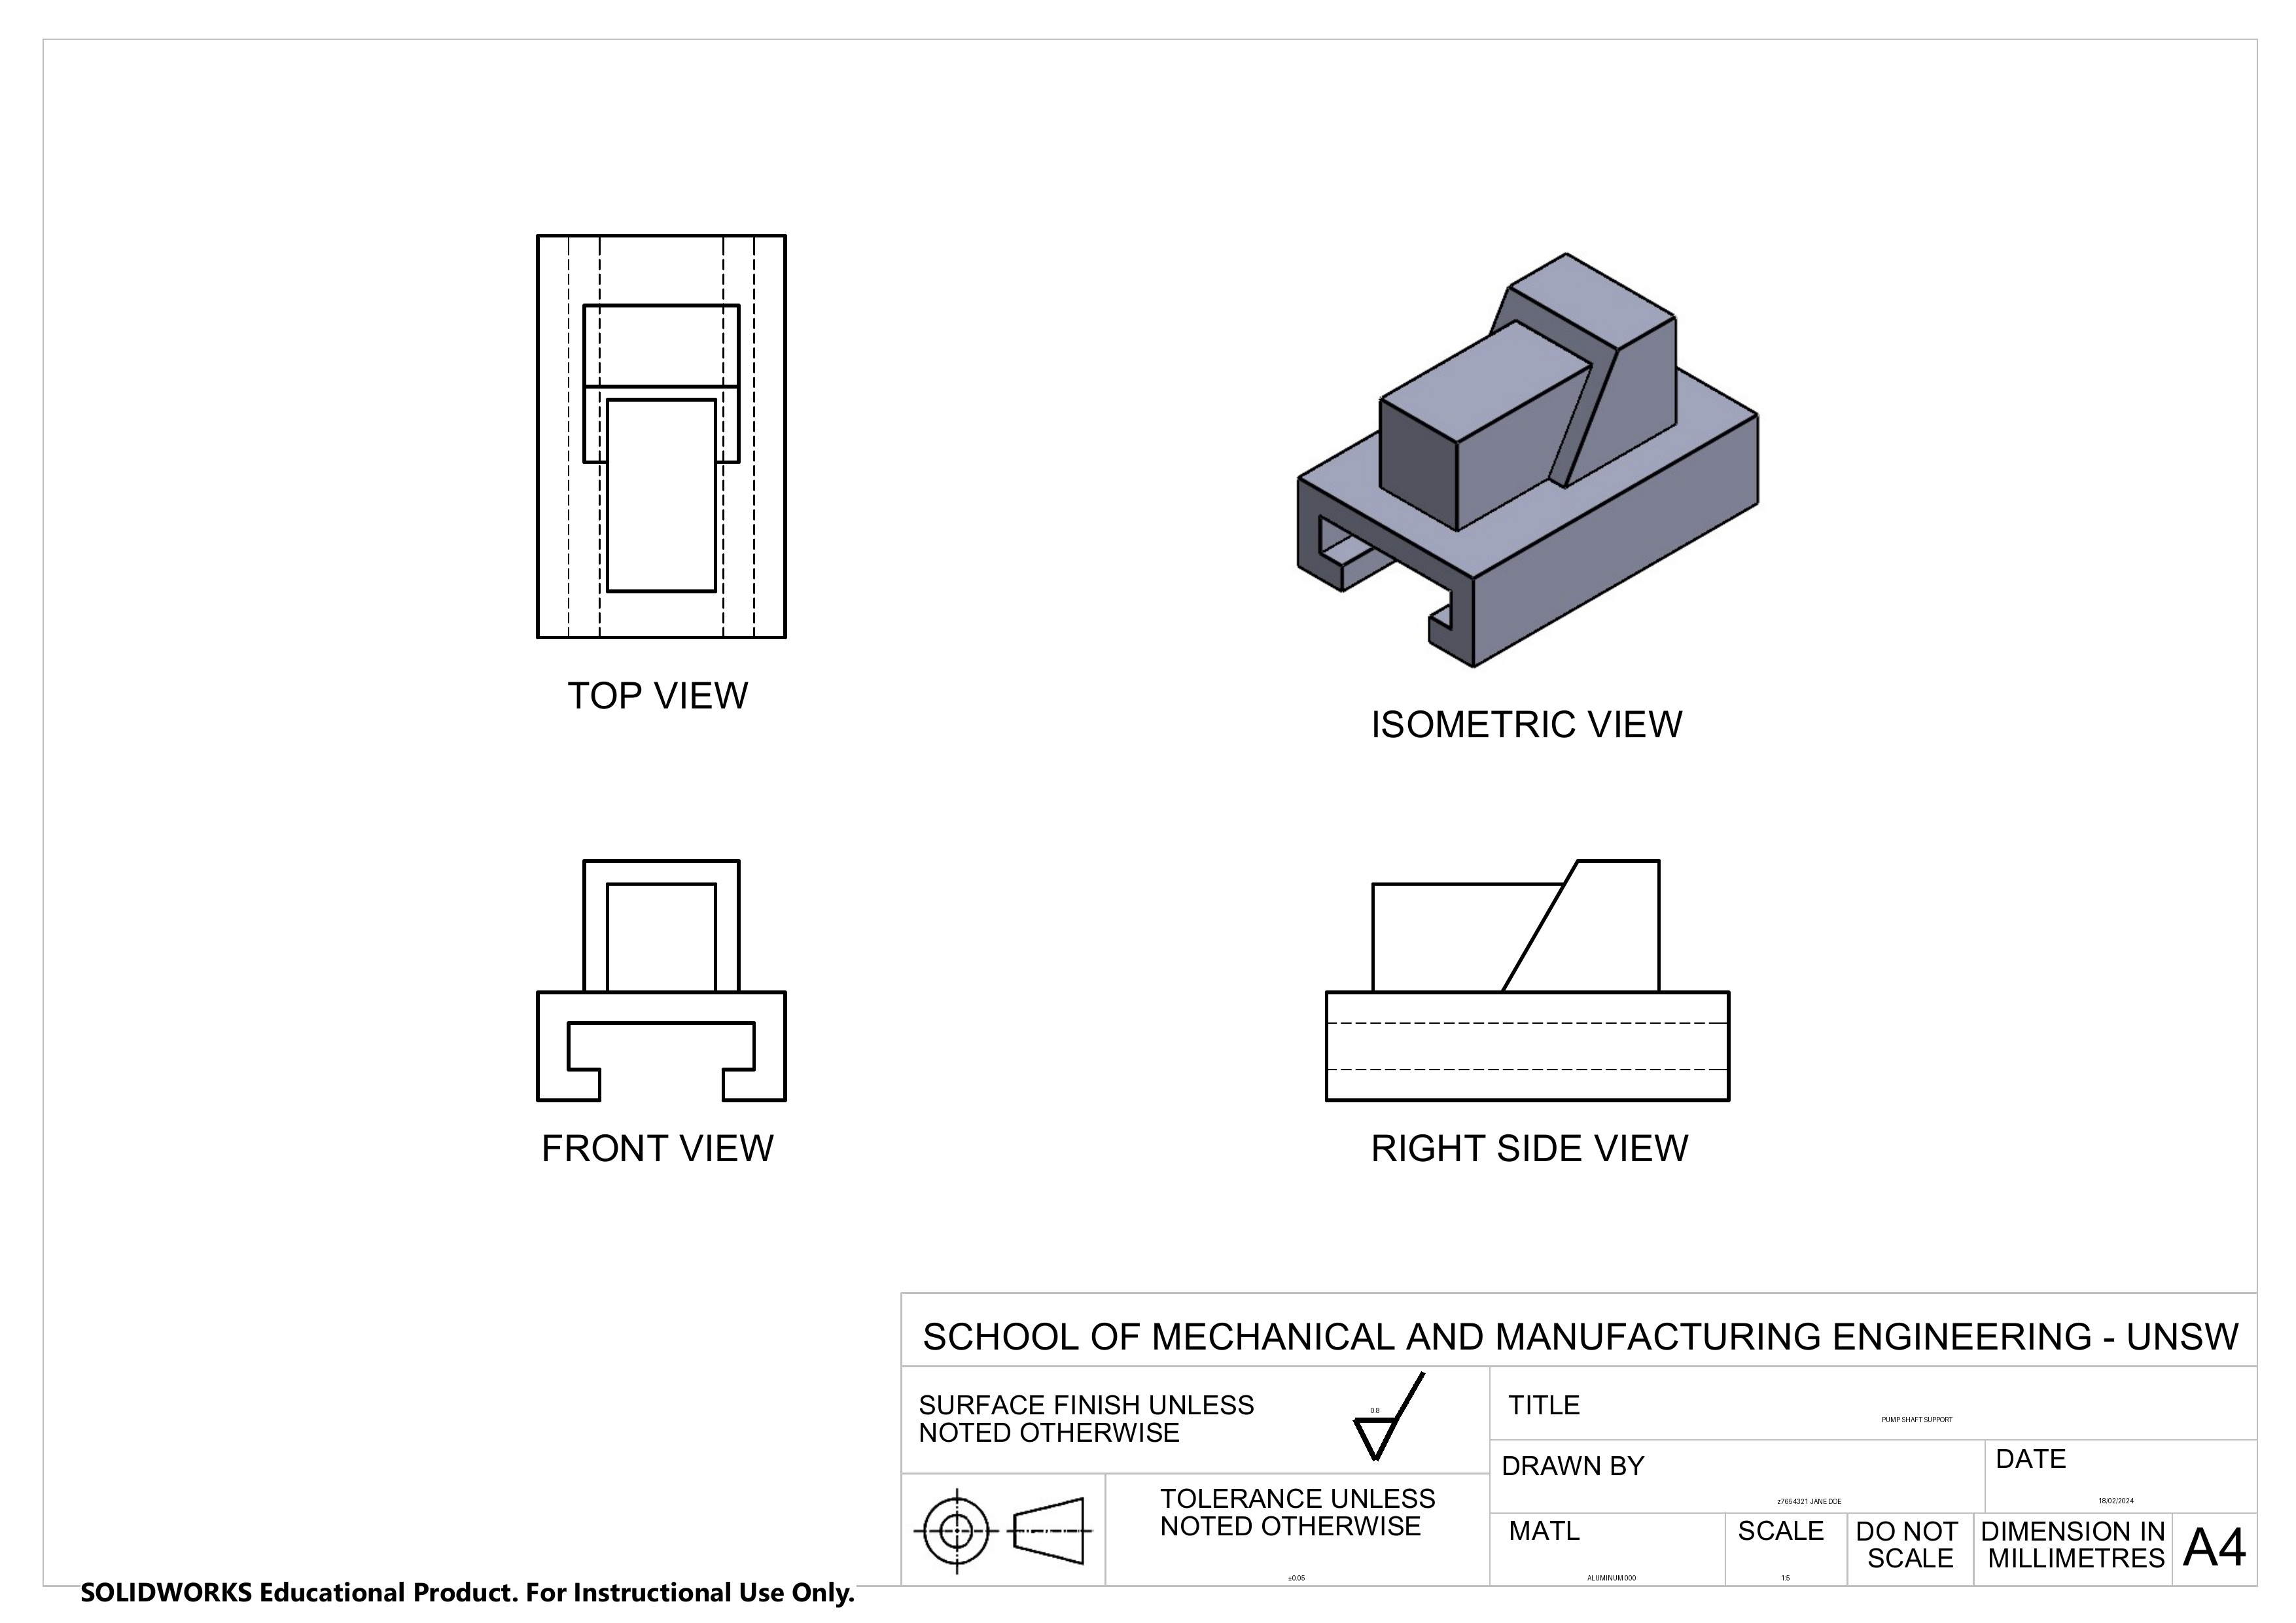 TOP VIEW
ISOMETRIC VIEW
FRONT VIEW
RIGHT SIDE VIEW
SCHOOL OF MECHANICAL AND MANUFACTURING ENGINEERING - UNSW
SURFACE FINISH UNLESS
NOTED OTHERWISE
0.8
TITLE
PUMP SHAFT SUPPORT
DRAWN BY
z7654321 JANE DOE
DATE
18/02/2024
TOLERANCE UNLESS
NOTED OTHERWISE
±0.05
MATL
ALUMINUM 000
SCALE
1:5
DO NOT
SCALE
DIMENSION IN
MILLIMETRES
A4
SOLIDWORKS Educational Product. For Instructional Use Only.